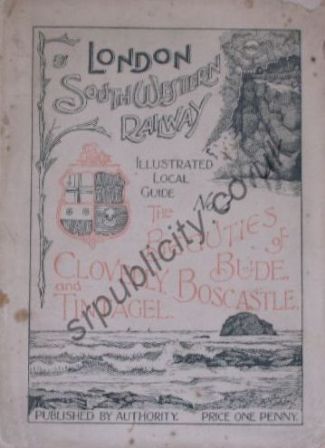 LONDON
& SOUTH WESTERN
RAILWAY
ILLUSTRATED
LOCAL
GUIDE No.
The
BEAUTIES of
CLOVELLY BUDE.
and BOSCASTLE.
TINTAGEL.
PUBLISHED BY AUTHORITY. PRICE ONE PENNY.
srpublicity.co.uk